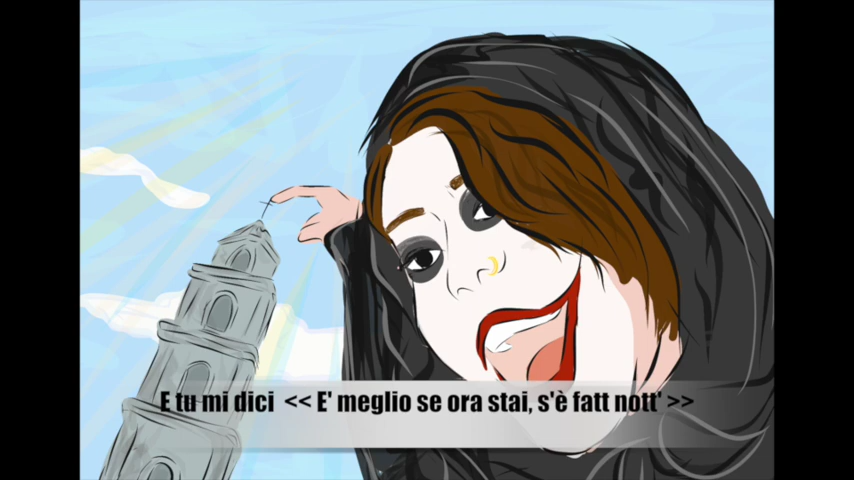 E tu mi dici << E' meglio se ora stai, s'è fatt nott' >>